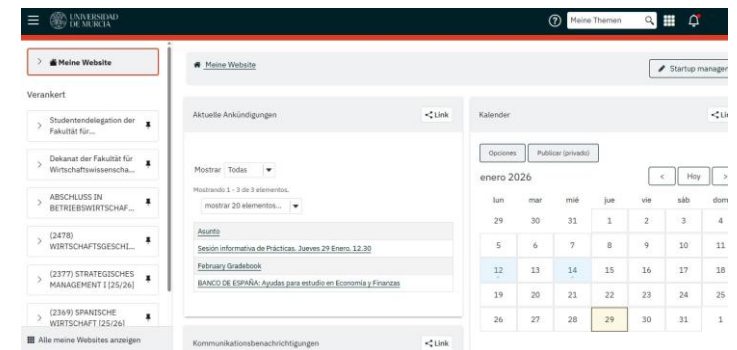 UNIVERSIDAD
DE MURCIA
Meine Themen
Meine Website
Verankert
Studentendelegation der
Fakultät für...
Dekanat der Fakultät für
Wirtschaftswissenscha...
ABSCHLUSS IN
BETRIEBSWIRTSCHAF...
(2478)
WIRTSCHAFTSGESCHI...
(2377) STRATEGISCHES
MANAGEMENT I [25/26]
(2369) SPANISCHE
WIRTSCHAFT [25/26]
Alle meine Websites anzeigen
Meine Website
Startup manager
Aktuelle Ankündigungen
Link
Mostrar Todas
Mostrando 1 - 3 de 3 elementos.
mostrar 20 elementos...
Asunto
Sesión informativa de Prácticas. Jueves 29 Enero. 12.30
February Gradebook
BANCO DE ESPAÑA: Ayudas para estudio en Economía y Finanzas
Kommunikationsbenachrichtigungen
Link
Kalender
Opciones Publicar (privado)
enero 2026
< Hoy >
lun mar mié jue vie sáb dom
29 30 31 1 2 3 4
5 6 7 8 9 10 11
12 13 14 15 16 17 18
19 20 21 22 23 24 25
26 27 28 29 30 31 1